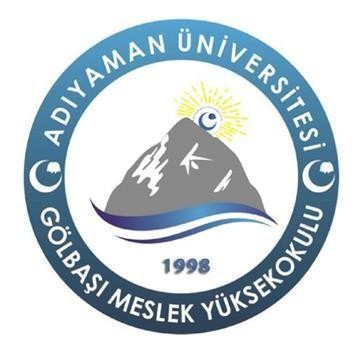 ADIYAMAN ÜNİVERSİTESİ
1998
GÖLBAŞI MESLEK YÜKSEKOKULU